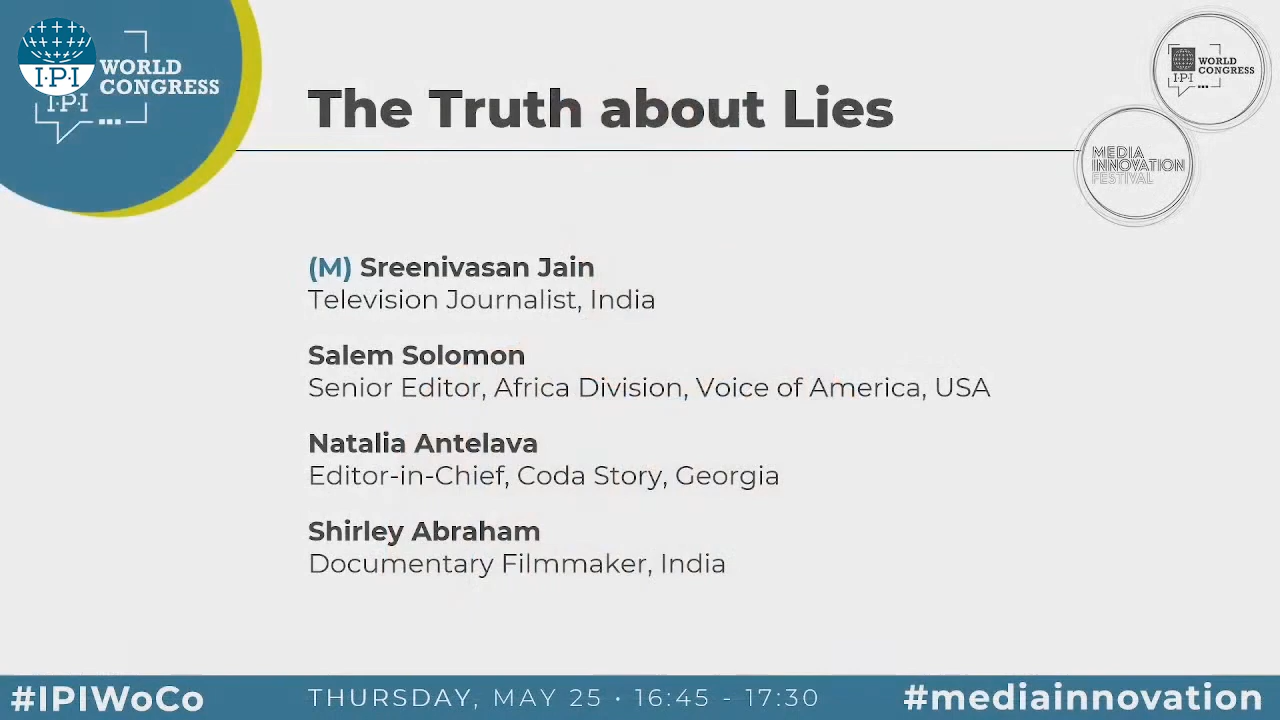 I·P·I
WORLD
CONGRESS
I·P·I
The Truth about Lies
WORLD
CONGRESS
I·P·I
MEDIA
INNOVATION
FESTIVAL
(M) Sreenivasan Jain
Television Journalist, India
Salem Solomon
Senior Editor, Africa Division, Voice of America, USA
Natalia Antelava
Editor-in-Chief, Coda Story, Georgia
Shirley Abraham
Documentary Filmmaker, India
#IPIWoCo
THURSDAY, MAY 25 • 16:45 - 17:30
#mediainnovation